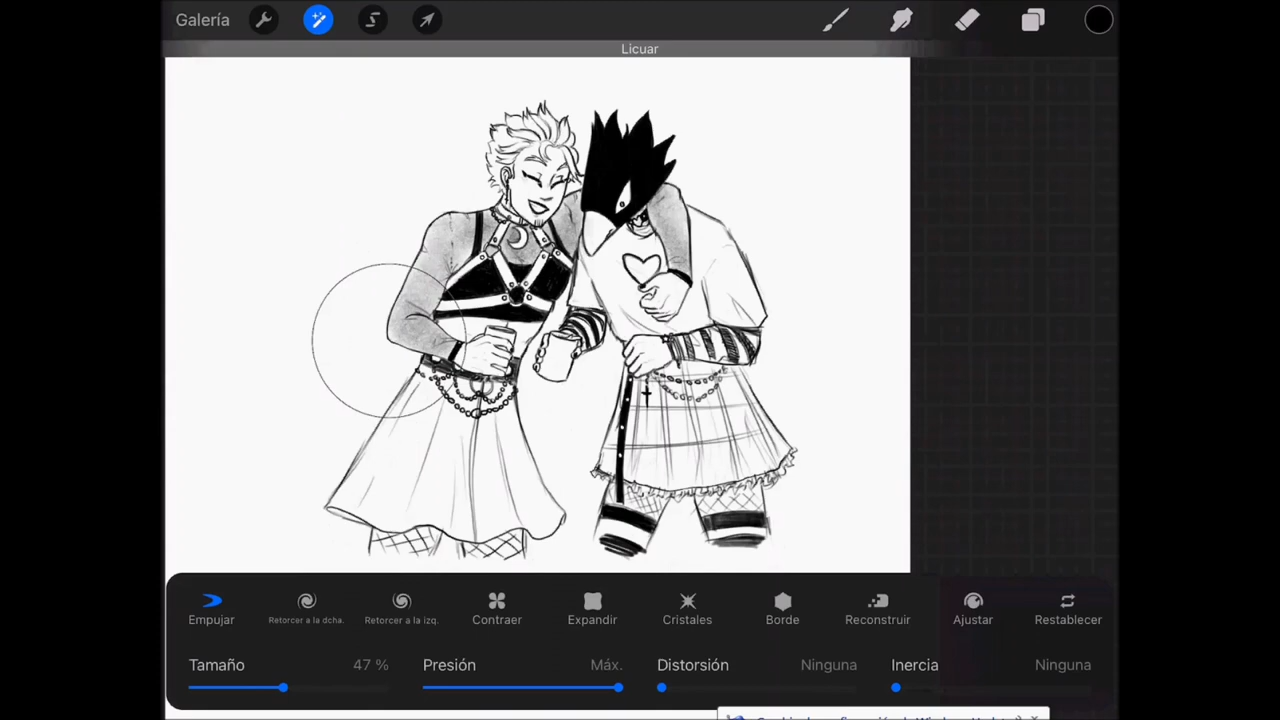 Galería
Licuar
Empujar
Retorcer a la dcha.
Retorcer a la izq.
Contraer
Expandir
Cristales
Borde
Reconstruir
Ajustar
Restablecer
Tamaño 47 %
Presión Máx.
Distorsión Ninguna
Inercia Ninguna